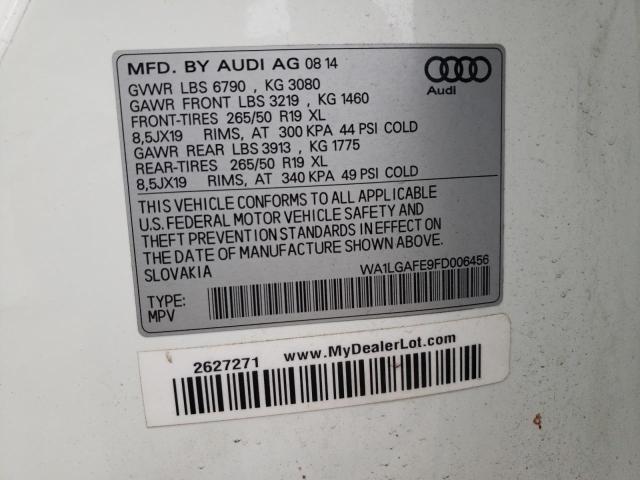 MFD. BY AUDI AG 08 14
GVWR LBS 6790 , KG 3080
GAWR FRONT LBS 3219 , KG 1460
FRONT-TIRES 265/50 R19 XL
8,5JX19 RIMS, AT 300 KPA 44 PSI COLD
GAWR REAR LBS 3913 , KG 1775
REAR-TIRES 265/50 R19 XL
8,5JX19 RIMS, AT 340 KPA 49 PSI COLD
Audi
THIS VEHICLE CONFORMS TO ALL APPLICABLE
U.S. FEDERAL MOTOR VEHICLE SAFETY AND
THEFT PREVENTION STANDARDS IN EFFECT ON
THE DATE OF MANUFACTURE SHOWN ABOVE.
SLOVAKIA WA1LGAFE9FD006456
TYPE:
MPV
2627271 www.MyDealerLot.com